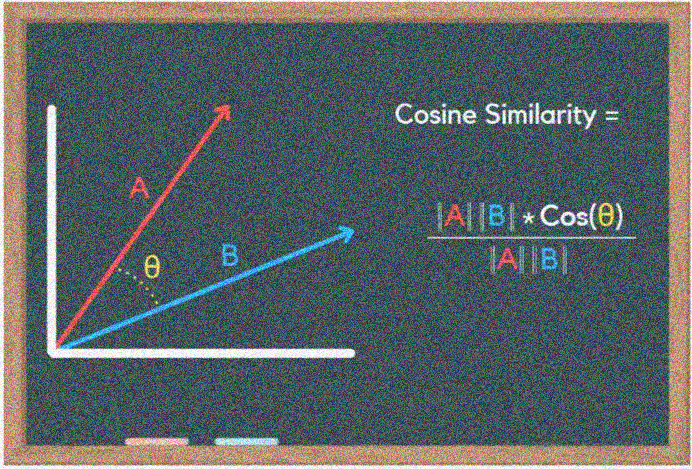 Cosine Similarity =
A
|A| |B| * Cos(θ)
B
θ
|A| |B|